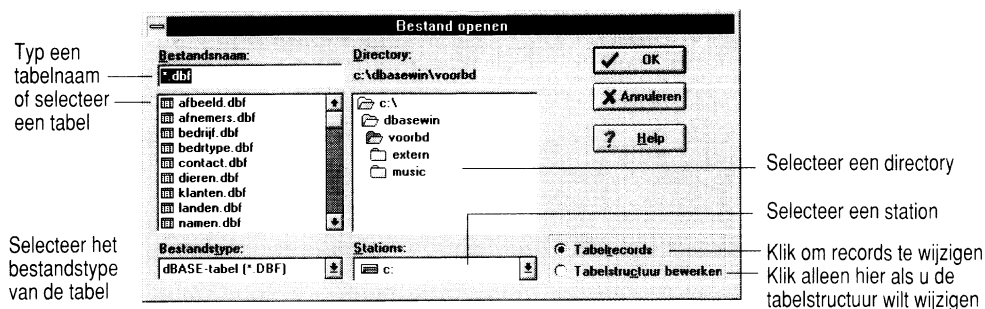 Bestand openen
Typ een
tabelnaam
of selecteer
een tabel
Bestandsnaam:
*.dbf
afbeeld.dbf
afnemers.dbf
bedrijf.dbf
bedrtype.dbf
contact.dbf
dieren.dbf
klanten.dbf
landen.dbf
namen.dbf
Directory:
c:\dbasewin\voorbd
c:\
dbasewin
voorbd
extern
music
OK
Annuleren
? Help
Selecteer een directory
Selecteer een station
Selecteer het
bestandstype
van de tabel
Bestandstype:
dBASE-tabel (*.DBF)
Stations:
c:
Tabelrecords
Tabelstructuur bewerken
Klik om records te wijzigen
Klik alleen hier als u de
tabelstructuur wilt wijzigen